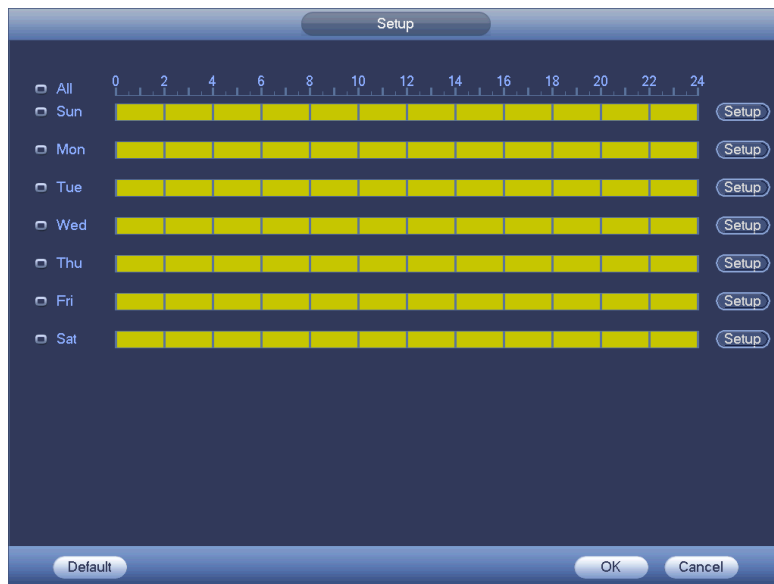 Setup
All 0 2 4 6 8 10 12 14 16 18 20 22 24
Sun Setup
Mon Setup
Tue Setup
Wed Setup
Thu Setup
Fri Setup
Sat Setup
Default OK Cancel